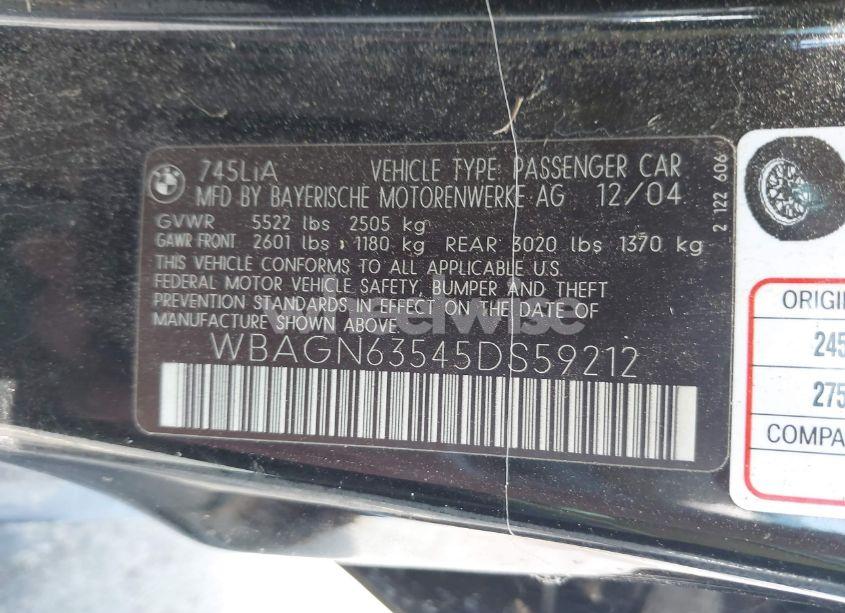 745LiA VEHICLE TYPE: PASSENGER CAR
MFD BY BAYERISCHE MOTORENWERKE AG 12/04
GVWR 5522 lbs 2505 kg
GAWR FRONT 2601 lbs 1180 kg REAR 3020 lbs 1370 kg
THIS VEHICLE CONFORMS TO ALL APPLICABLE U.S.
FEDERAL MOTOR VEHICLE SAFETY, BUMPER AND THEFT
PREVENTION STANDARDS IN EFFECT ON THE DATE OF
MANUFACTURE SHOWN ABOVE
WBAGN63545DS59212
2 122 606
wheelwise
ORIGI
245
275
COMPA